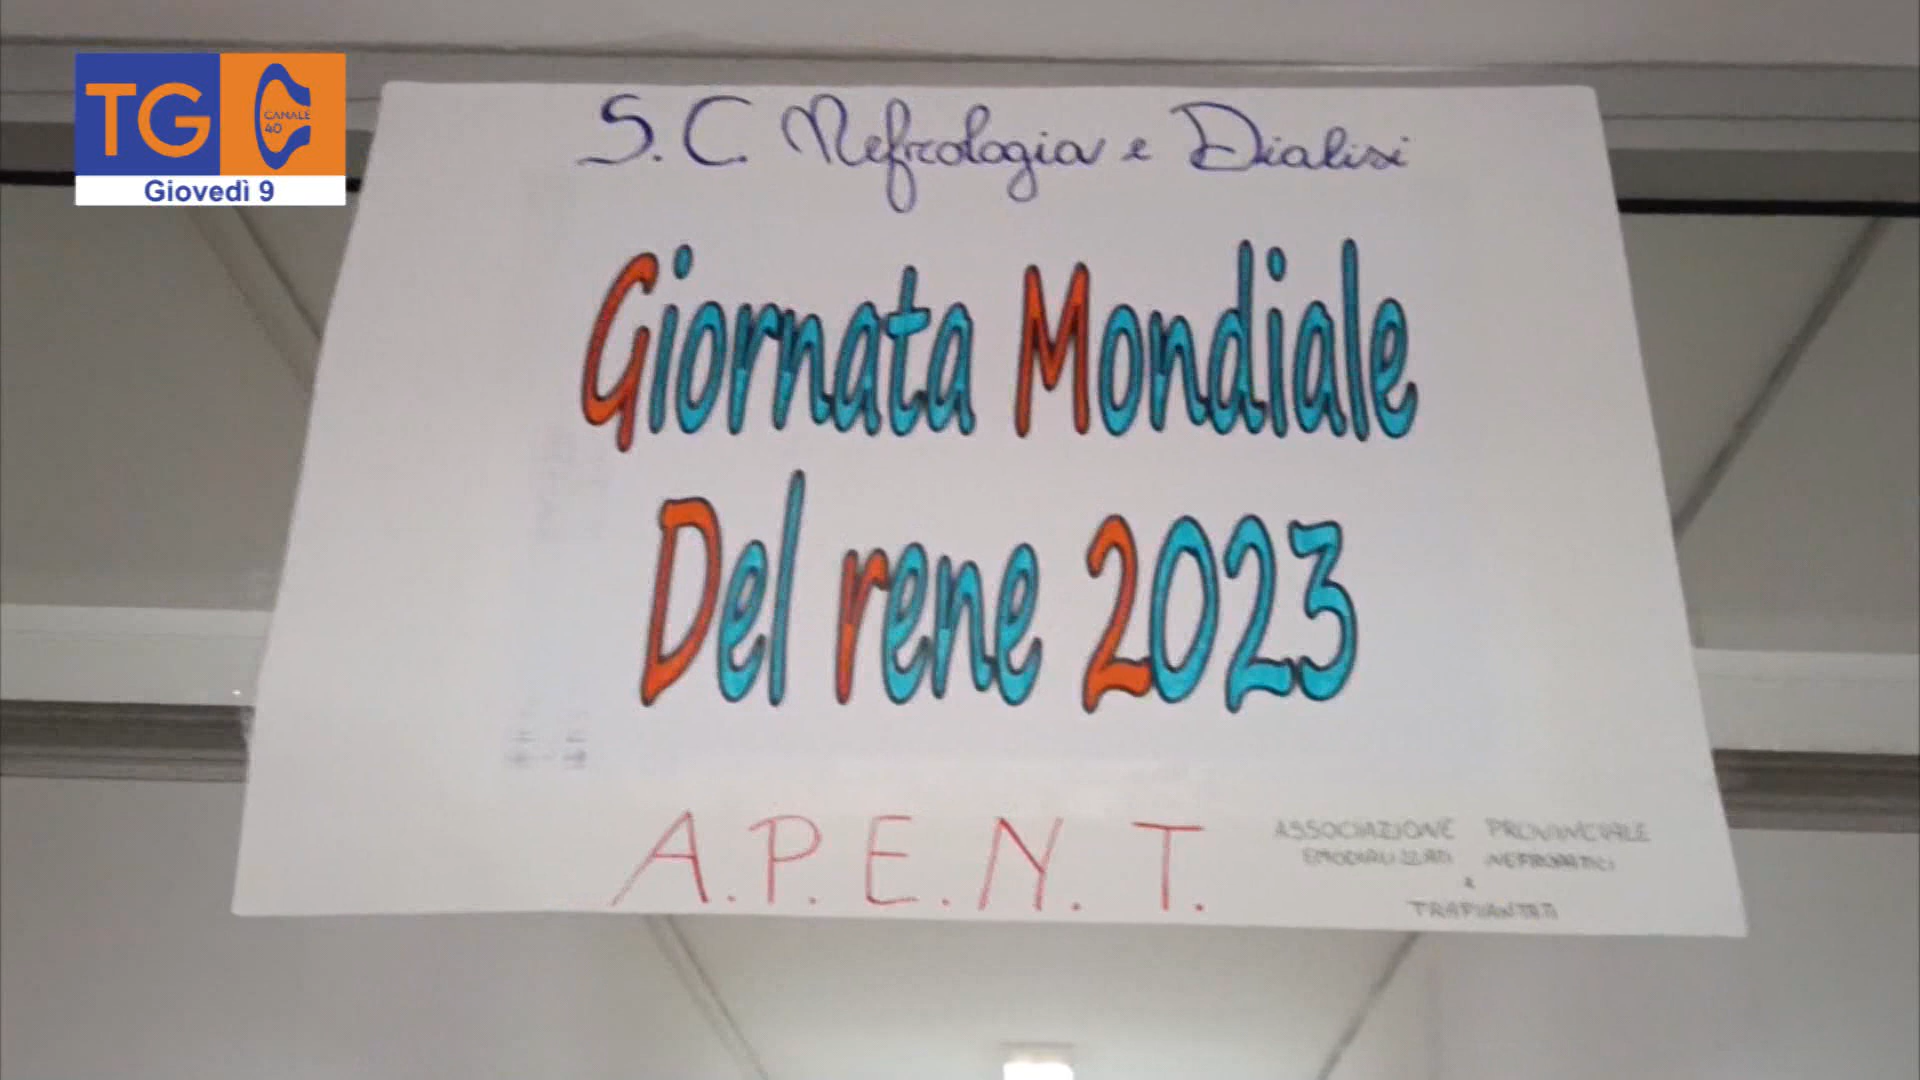 TG
CANALE
40
Giovedì 9
S.C. Nefrologia e Dialisi
Giornata Mondiale
Del rene 2023
A.P.E.N.T.
ASSOCIAZIONE PROVINCIALE
EMODIALIZZATI NEFROPATICI
E
TRAPIANTATI